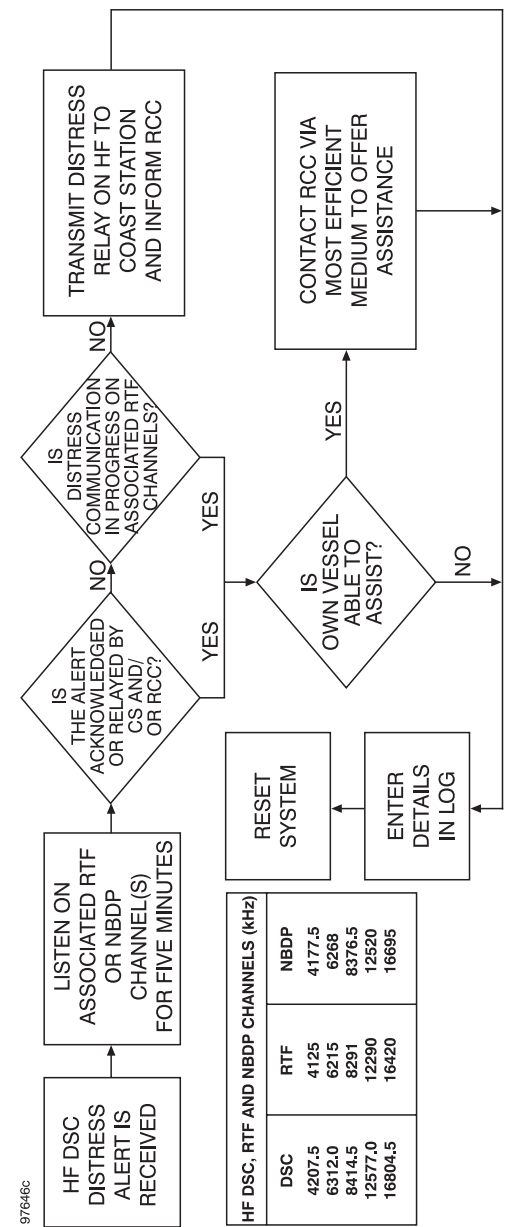 HF DSC
DISTRESS
ALERT IS
RECEIVED
LISTEN ON
ASSOCIATED RTF
OR NBDP
CHANNEL(S)
FOR FIVE MINUTES
IS
THE ALERT
ACKNOWLEDGED
OR RELAYED BY
CS AND/
OR RCC?
NO
YES
IS
DISTRESS
COMMUNICATION
IN PROGRESS ON
ASSOCIATED RTF
CHANNELS?
NO
YES
TRANSMIT DISTRESS
RELAY ON HF TO
COAST STATION
AND INFORM RCC
IS
OWN VESSEL
ABLE TO
ASSIST?
YES
NO
CONTACT RCC VIA
MOST EFFICIENT
MEDIUM TO OFFER
ASSISTANCE
RESET
SYSTEM
ENTER
DETAILS
IN LOG
HF DSC, RTF AND NBDP CHANNELS (kHz)
DSC RTF NBDP
4207.5 4125 4177.5
6312.0 6215 6268
8414.5 8291 8376.5
12577.0 12290 12520
16804.5 16420 16695
97646c